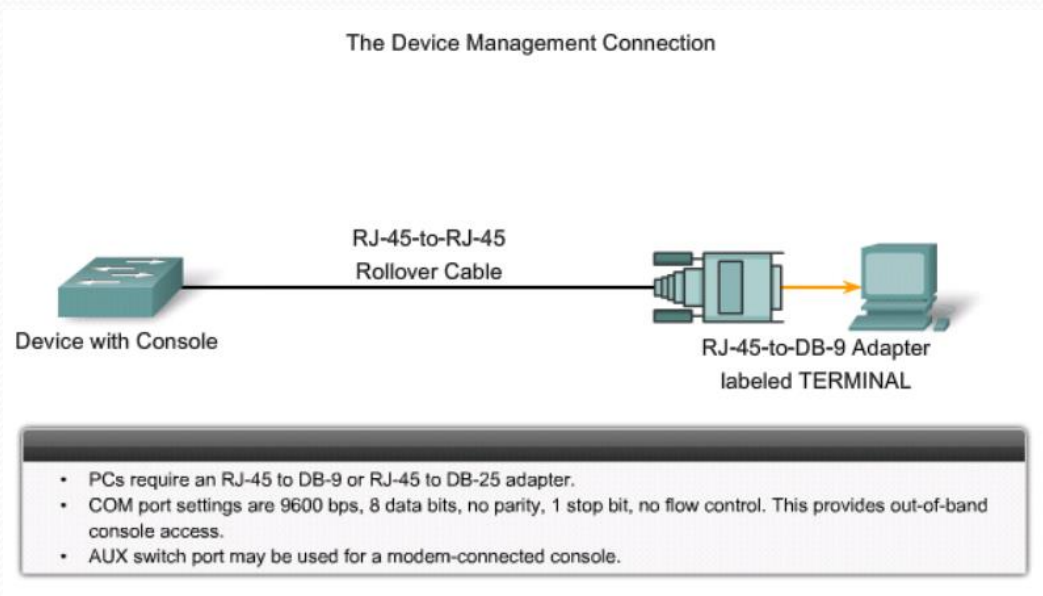 The Device Management Connection
RJ-45-to-RJ-45
Rollover Cable
Device with Console
RJ-45-to-DB-9 Adapter
labeled TERMINAL
• PCs require an RJ-45 to DB-9 or RJ-45 to DB-25 adapter.
• COM port settings are 9600 bps, 8 data bits, no parity, 1 stop bit, no flow control. This provides out-of-band
console access.
• AUX switch port may be used for a modem-connected console.